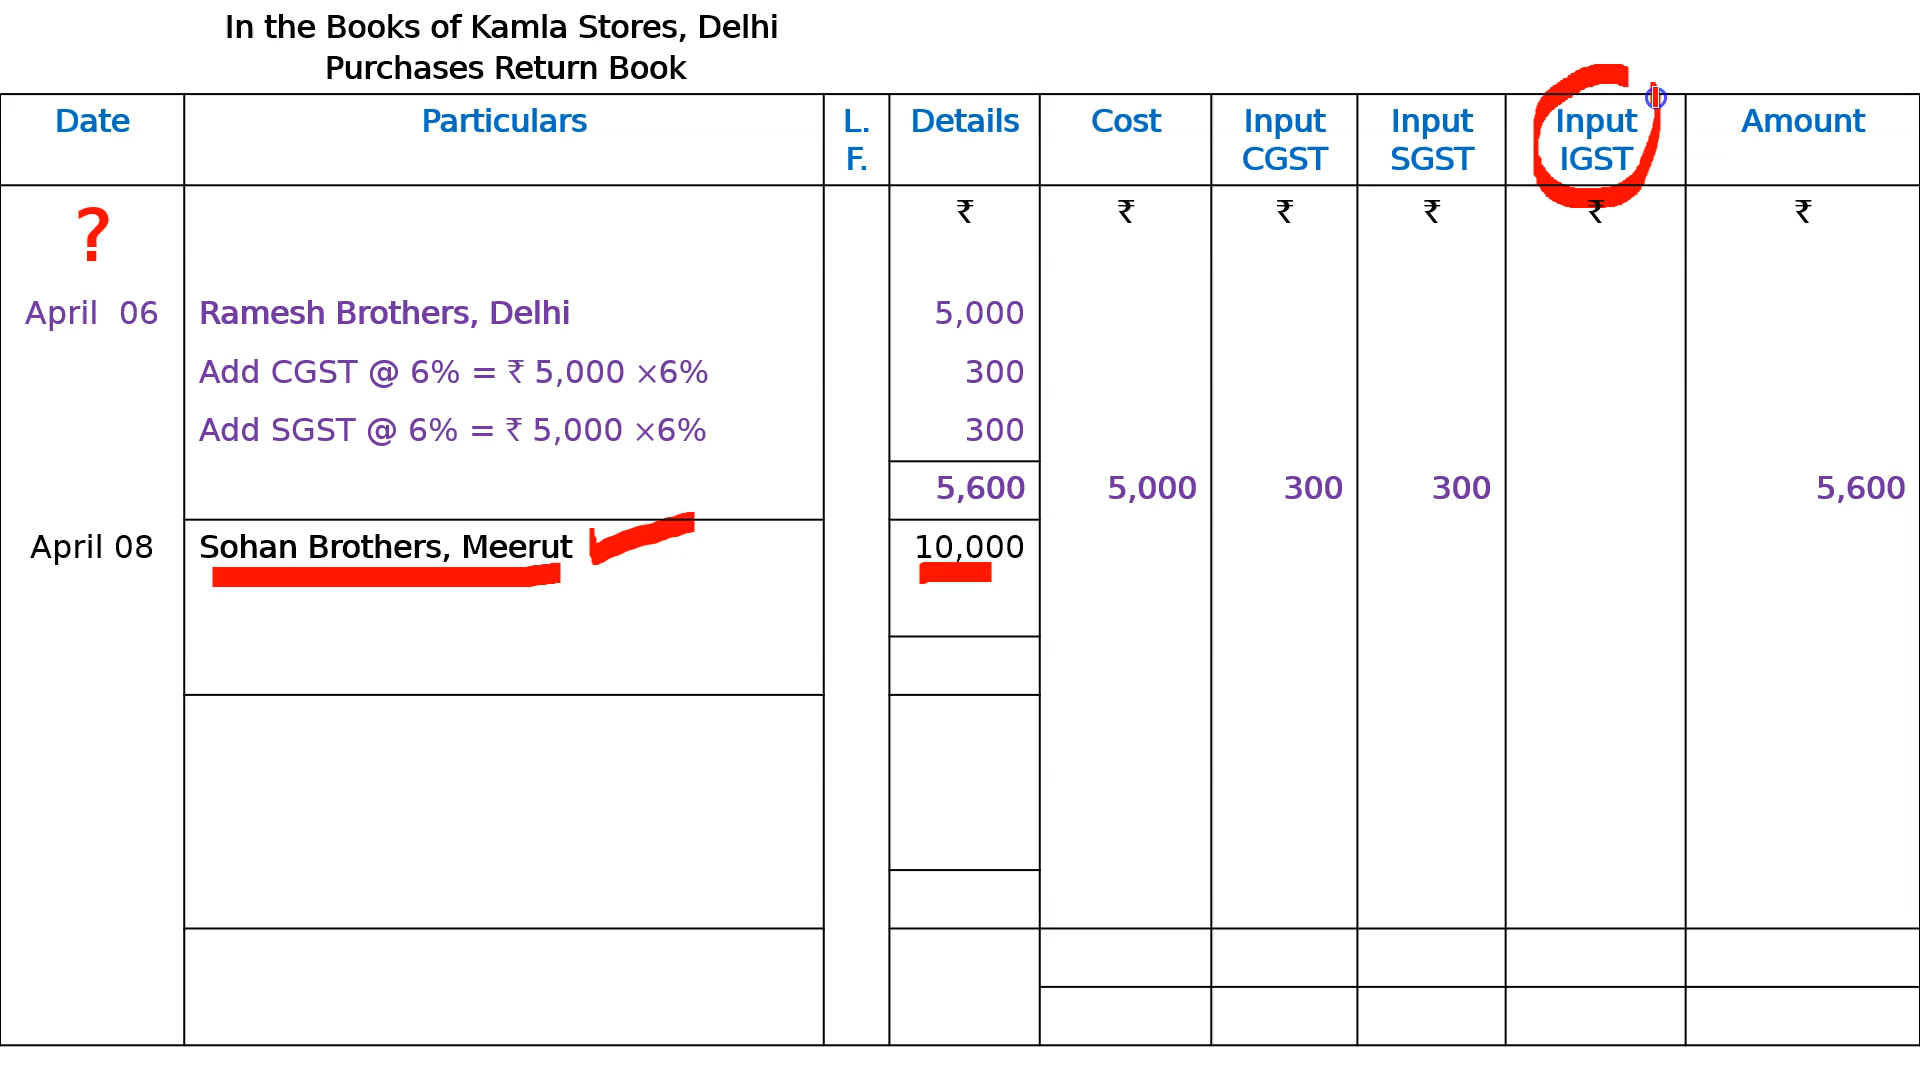 In the Books of Kamla Stores, Delhi
Purchases Return Book
Date Particulars L. F. Details Cost Input CGST Input SGST Input IGST Amount
? ₹ ₹ ₹ ₹ ₹ ₹
April 06 Ramesh Brothers, Delhi 5,000
Add CGST @ 6% = ₹ 5,000 ×6% 300
Add SGST @ 6% = ₹ 5,000 ×6% 300
5,600 5,000 300 300 5,600
April 08 Sohan Brothers, Meerut 10,000